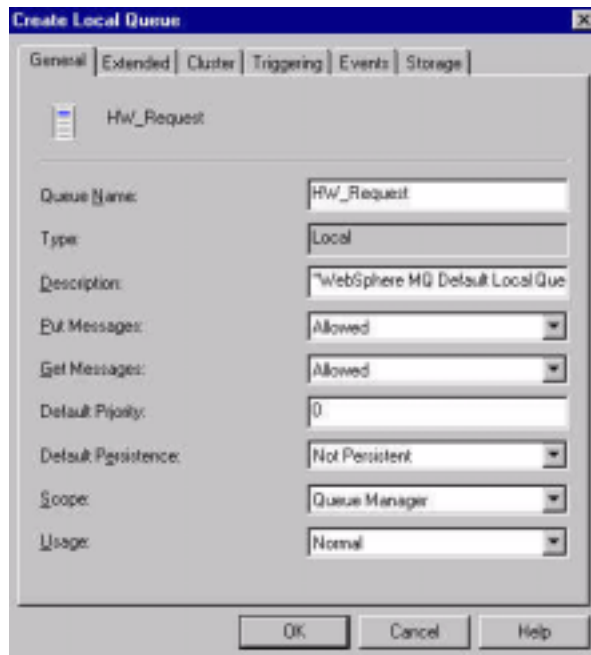 Create Local Queue
General Extended Cluster Triggering Events Storage
HW_Request
Queue Name: HW_Request
Type: Local
Description: "WebSphere MQ Default Local Que
Put Messages: Allowed
Get Messages: Allowed
Default Priority: 0
Default Persistence: Not Persistent
Scope: Queue Manager
Usage: Normal
OK Cancel Help